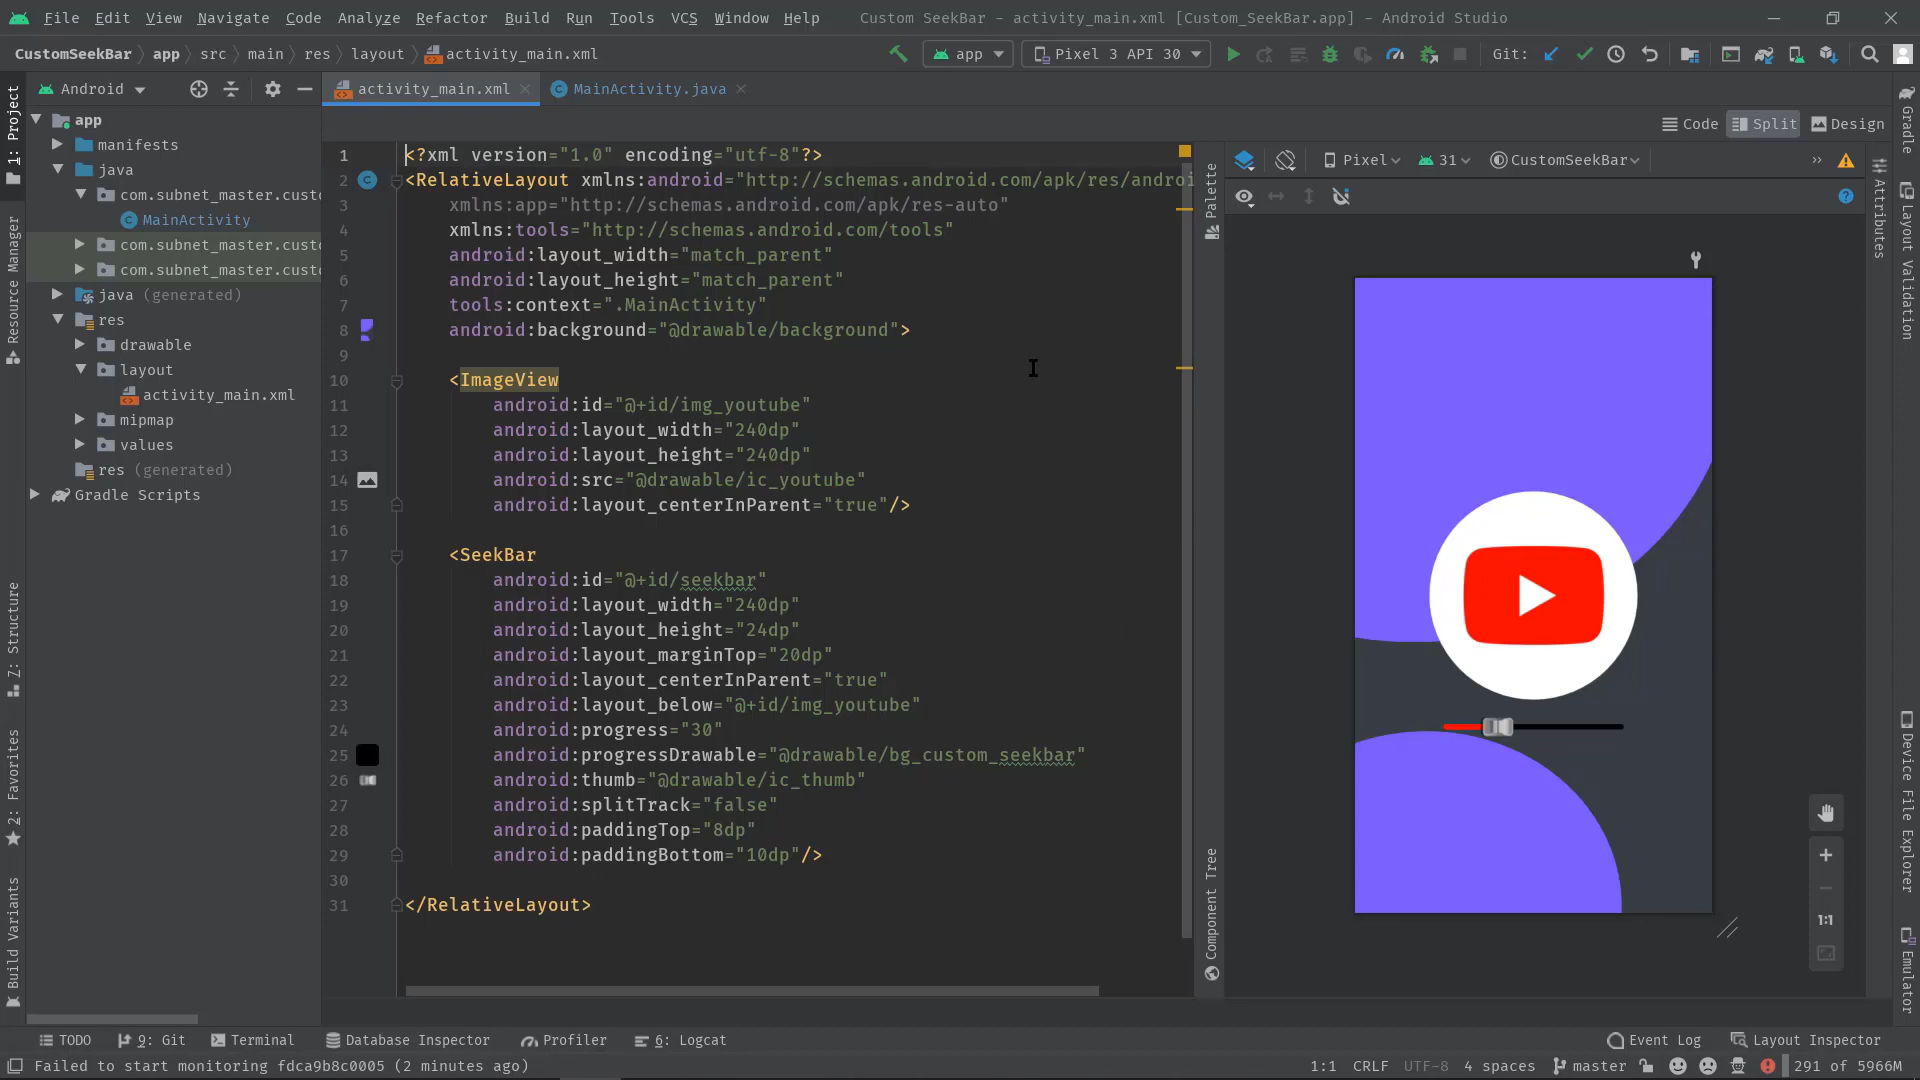 File Edit View Navigate Code Analyze Refactor Build Run Tools VCS Window Help Custom SeekBar - activity_main.xml [Custom_SeekBar.app] - Android Studio
CustomSeekBar app src main res layout activity_main.xml app Pixel 3 API 30 Git:
Android
activity_main.xml MainActivity.java
Code Split Design
1: Project
Resource Manager
Z: Structure
2: Favorites
Build Variants
app
manifests
java
com.subnet_master.custo
MainActivity
com.subnet_master.custo
com.subnet_master.custo
java (generated)
res
drawable
layout
activity_main.xml
mipmap
values
res (generated)
Gradle Scripts
1 <?xml version="1.0" encoding="utf-8"?>
2 <RelativeLayout xmlns:android="http://schemas.android.com/apk/res/androi
3 xmlns:app="http://schemas.android.com/apk/res-auto"
4 xmlns:tools="http://schemas.android.com/tools"
5 android:layout_width="match_parent"
6 android:layout_height="match_parent"
7 tools:context=".MainActivity"
8 android:background="@drawable/background">
9
10 <ImageView
11 android:id="@+id/img_youtube"
12 android:layout_width="240dp"
13 android:layout_height="240dp"
14 android:src="@drawable/ic_youtube"
15 android:layout_centerInParent="true"/>
16
17 <SeekBar
18 android:id="@+id/seekbar"
19 android:layout_width="240dp"
20 android:layout_height="24dp"
21 android:layout_marginTop="20dp"
22 android:layout_centerInParent="true"
23 android:layout_below="@+id/img_youtube"
24 android:progress="30"
25 android:progressDrawable="@drawable/bg_custom_seekbar"
26 android:thumb="@drawable/ic_thumb"
27 android:splitTrack="false"
28 android:paddingTop="8dp"
29 android:paddingBottom="10dp"/>
30
31 </RelativeLayout>
Palette
Component Tree
Pixel 31 CustomSeekBar
1:1
Attributes
Gradle
Layout Validation
Device File Explorer
Emulator
TODO 9: Git Terminal Database Inspector Profiler 6: Logcat Event Log Layout Inspector
Failed to start monitoring fdca9b8c0005 (2 minutes ago) 1:1 CRLF UTF-8 4 spaces master 291 of 5966M